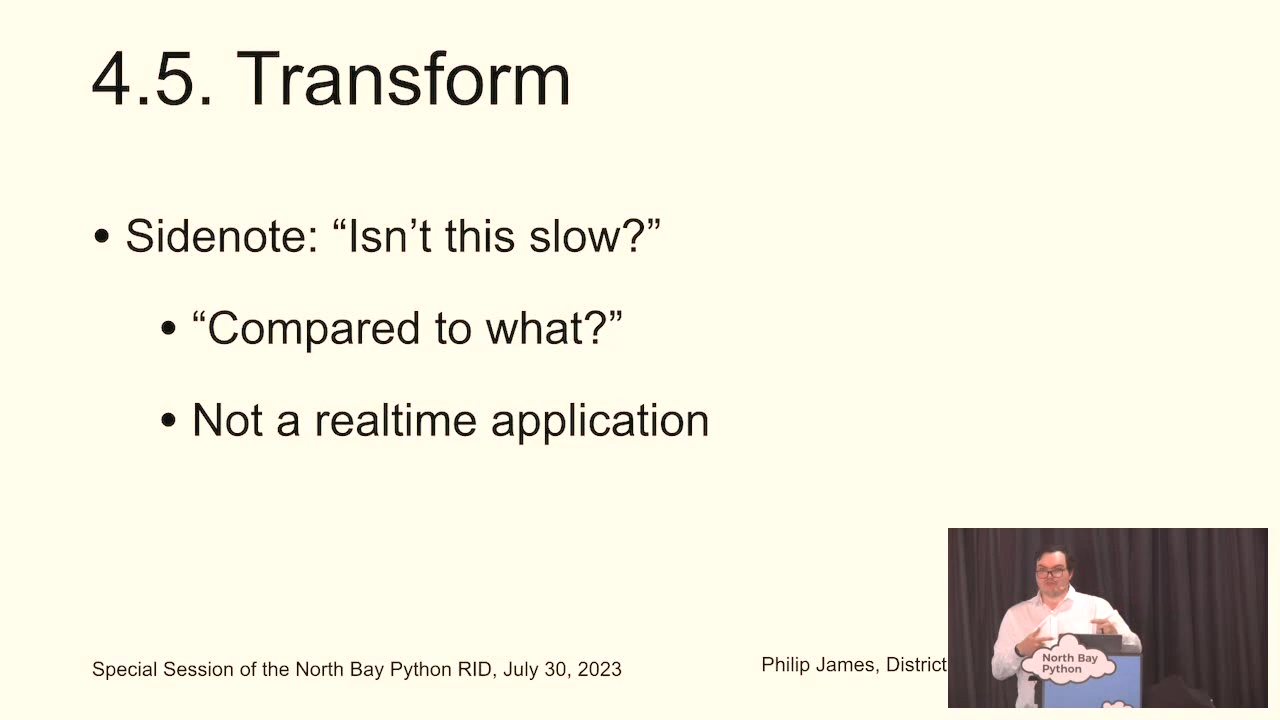 4.5. Transform
• Sidenote: “Isn’t this slow?”
• “Compared to what?”
• Not a realtime application
Special Session of the North Bay Python RID, July 30, 2023
Philip James, District
North Bay
Python